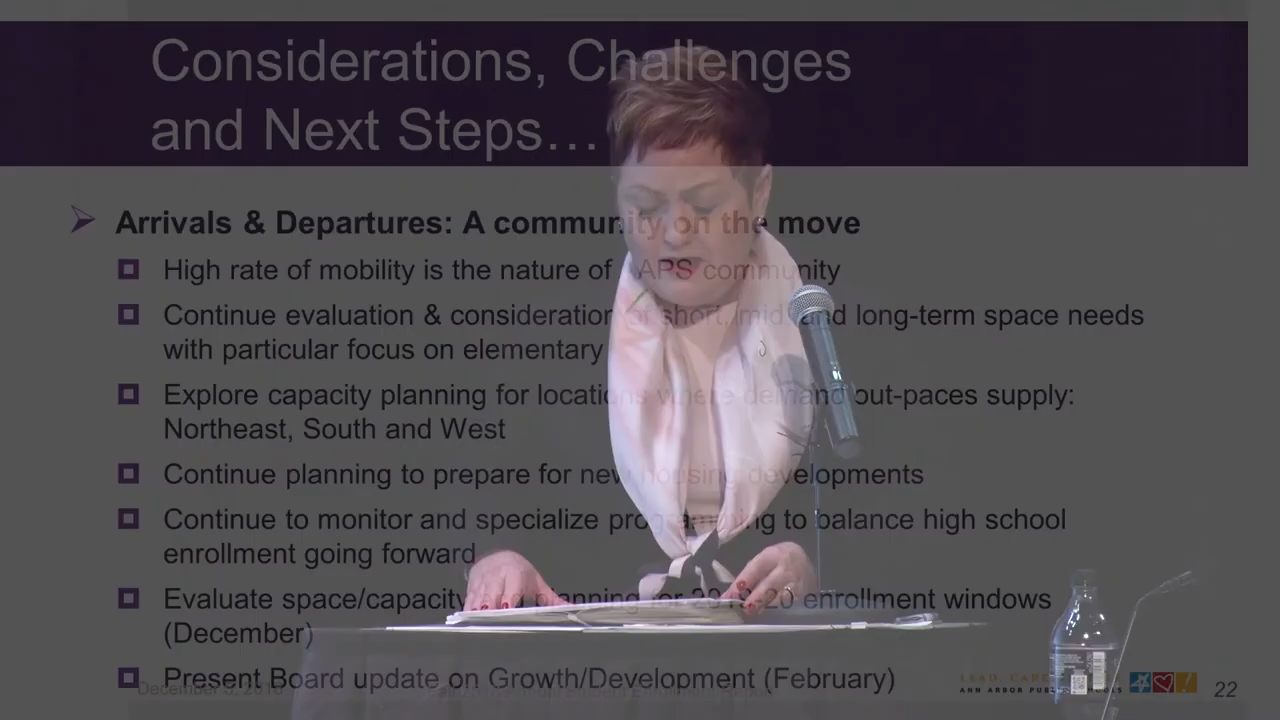 Considerations, Challenges
and Next Steps…
Arrivals & Departures: A community on the move
High rate of mobility is the nature of APS community
Continue evaluation & consideration of short, mid, and long-term space needs
with particular focus on elementary
Explore capacity planning for locations where demand out-paces supply:
Northeast, South and West
Continue planning to prepare for new housing developments
Continue to monitor and specialize programming to balance high school
enrollment going forward
Evaluate space/capacity and planning for 2019-20 enrollment windows
(December)
Present Board update on Growth/Development (February)
December 5, 2018
LEAD. CARE.
ANN ARBOR PUBLIC SCHOOLS
22